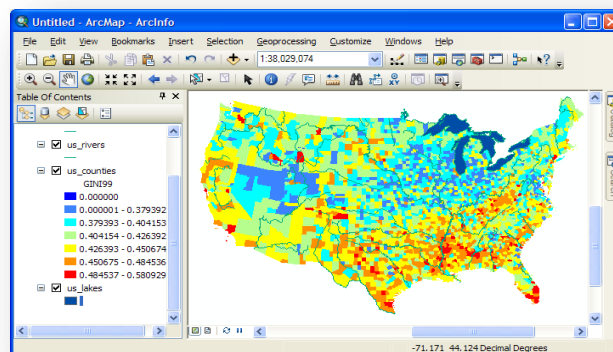 Untitled - ArcMap - ArcInfo
File Edit View Bookmarks Insert Selection Geoprocessing Customize Windows Help
1:38,029,074
Table Of Contents
us_rivers
us_counties
GINI99
0.000000
0.000001 - 0.379392
0.379393 - 0.404153
0.404154 - 0.426392
0.426393 - 0.450674
0.450675 - 0.484536
0.484537 - 0.580929
us_lakes
-71.171 44.124 Decimal Degrees